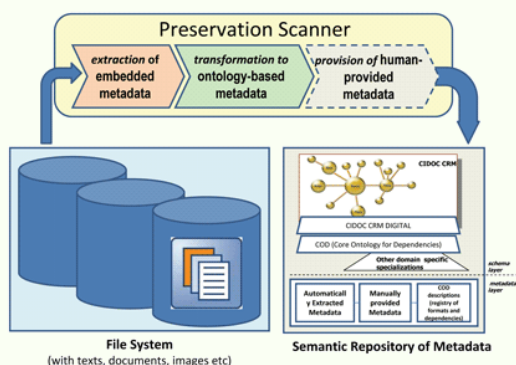 Preservation Scanner
extraction of
embedded
metadata
transformation to
ontology-based
metadata
provision of human-
provided
metadata
CIDOC CRM
CIDOC CRM DIGITAL
COD (Core Ontology for Dependencies)
Other domain specific
specializations
schema
layer
metadata
layer
Automaticall
y Extracted
Metadata
Manually
provided
Metadata
COD
descriptions
(registry of
formats and
dependencies)
File System
(with texts, documents, images etc)
Semantic Repository of Metadata